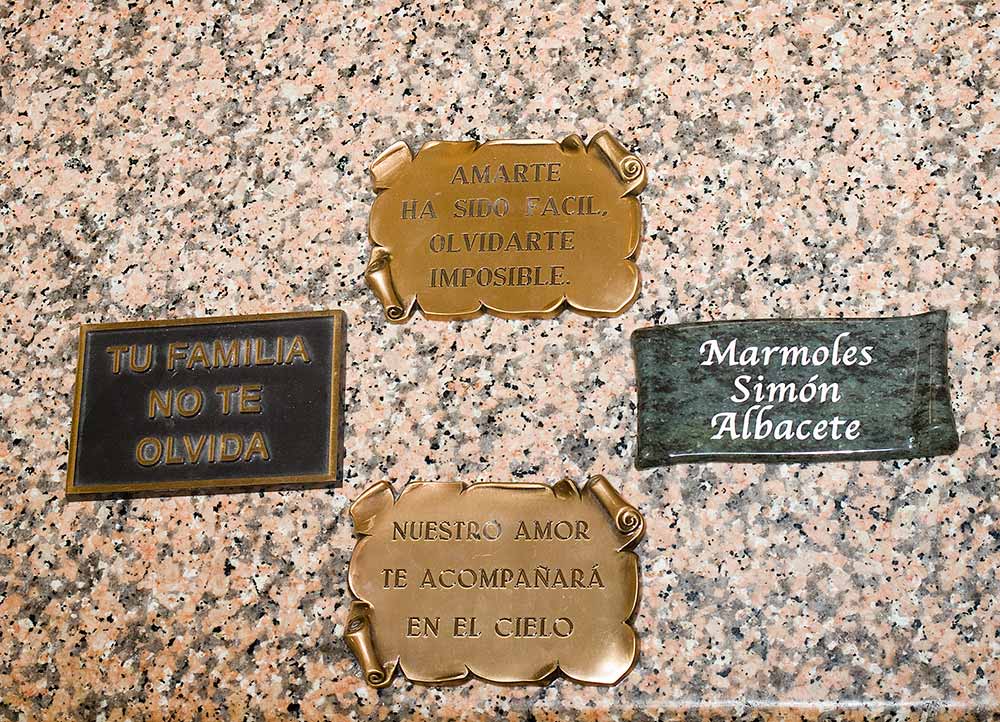 AMARTE
HA SIDO FACIL,
OLVIDARTE
IMPOSIBLE.
TU FAMILIA
NO TE
OLVIDA
Marmoles
Simón
Albacete
NUESTRO AMOR
TE ACOMPAÑARÁ
EN EL CIELO